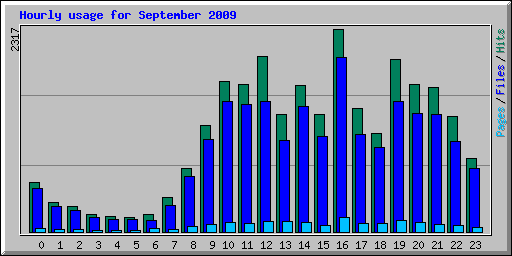 Hourly usage for September 2009
2317
Pages / Files / Hits
0 1 2 3 4 5 6 7 8 9 10 11 12 13 14 15 16 17 18 19 20 21 22 23